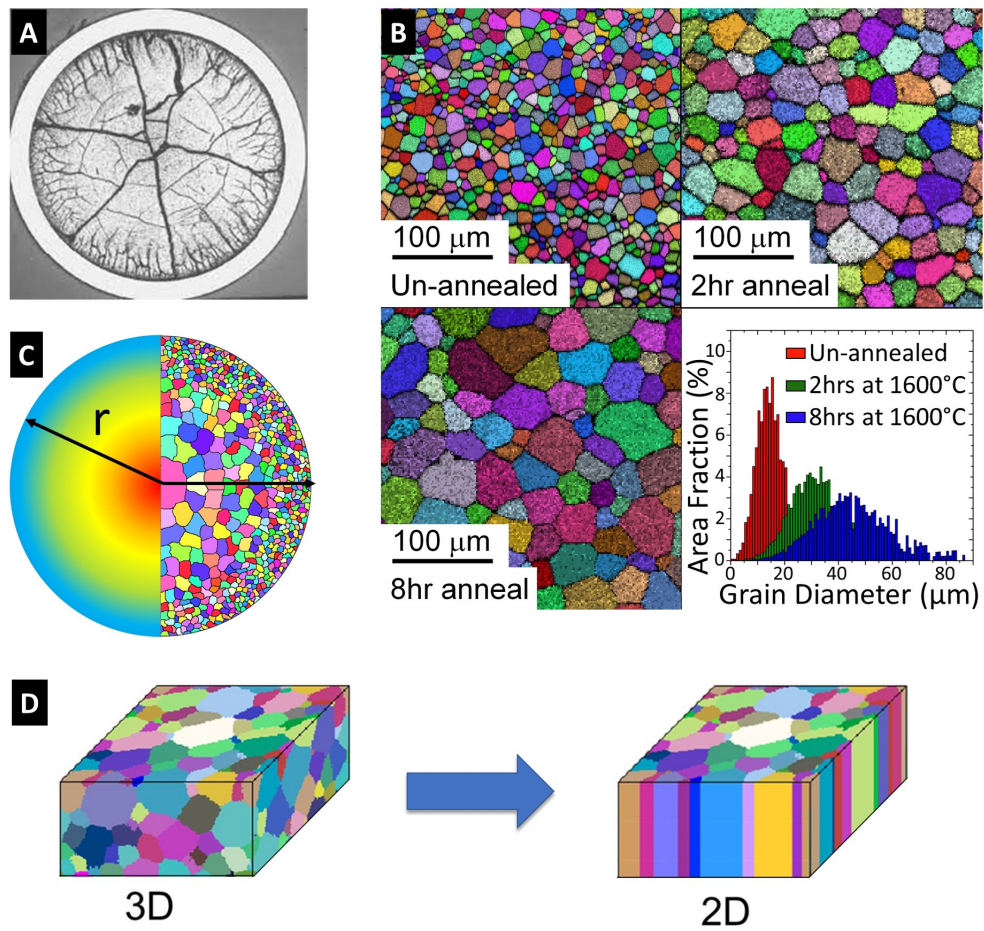 A
B
100 μm
Un-annealed
100 μm
2hr anneal
C
r
100 μm
8hr anneal
Area Fraction (%)
10
8
6
4
2
0
Un-annealed
2hrs at 1600°C
8hrs at 1600°C
0 20 40 60 80
Grain Diameter (μm)
D
3D
2D